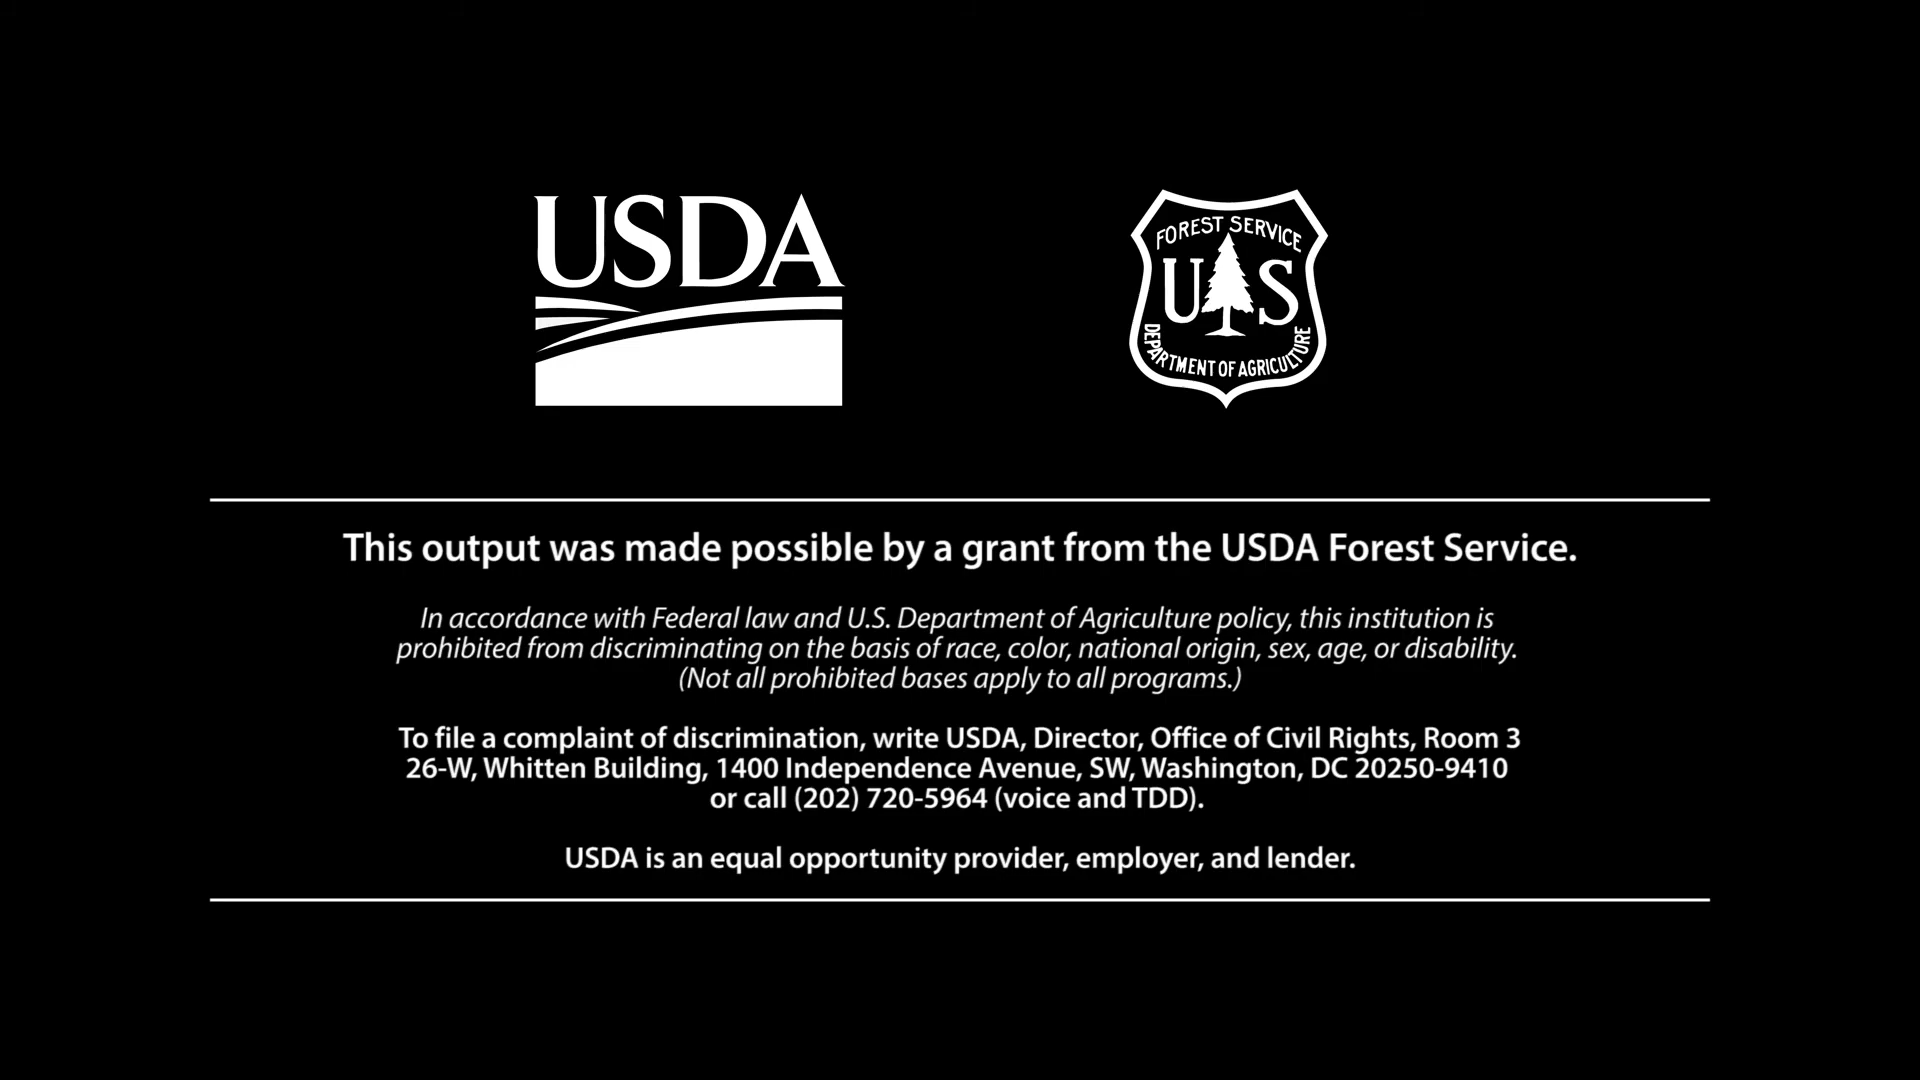 USDA
FOREST SERVICE
U S
DEPARTMENT OF AGRICULTURE
This output was made possible by a grant from the USDA Forest Service.
In accordance with Federal law and U.S. Department of Agriculture policy, this institution is
prohibited from discriminating on the basis of race, color, national origin, sex, age, or disability.
(Not all prohibited bases apply to all programs.)
To file a complaint of discrimination, write USDA, Director, Office of Civil Rights, Room 3
26-W, Whitten Building, 1400 Independence Avenue, SW, Washington, DC 20250-9410
or call (202) 720-5964 (voice and TDD).
USDA is an equal opportunity provider, employer, and lender.